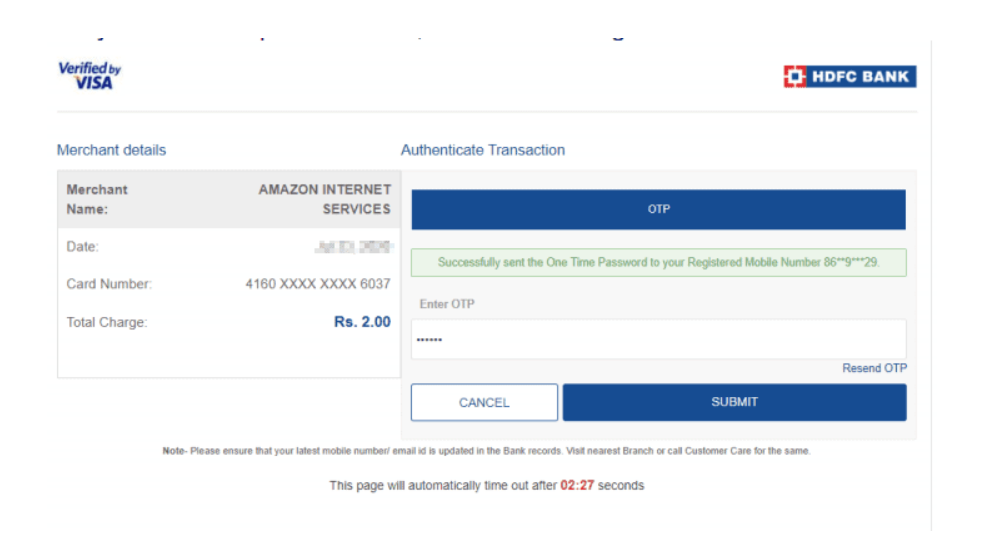 Verified by
VISA
HDFC BANK
Merchant details
Authenticate Transaction
Merchant Name:
AMAZON INTERNET SERVICES
OTP
Date:
Successfully sent the One Time Password to your Registered Mobile Number 86**9***29.
Card Number:
4160 XXXX XXXX 6037
Enter OTP
Total Charge:
Rs. 2.00
••••••
Resend OTP
CANCEL
SUBMIT
Note- Please ensure that your latest mobile number/ email id is updated in the Bank records. Visit nearest Branch or call Customer Care for the same.
This page will automatically time out after 02:27 seconds